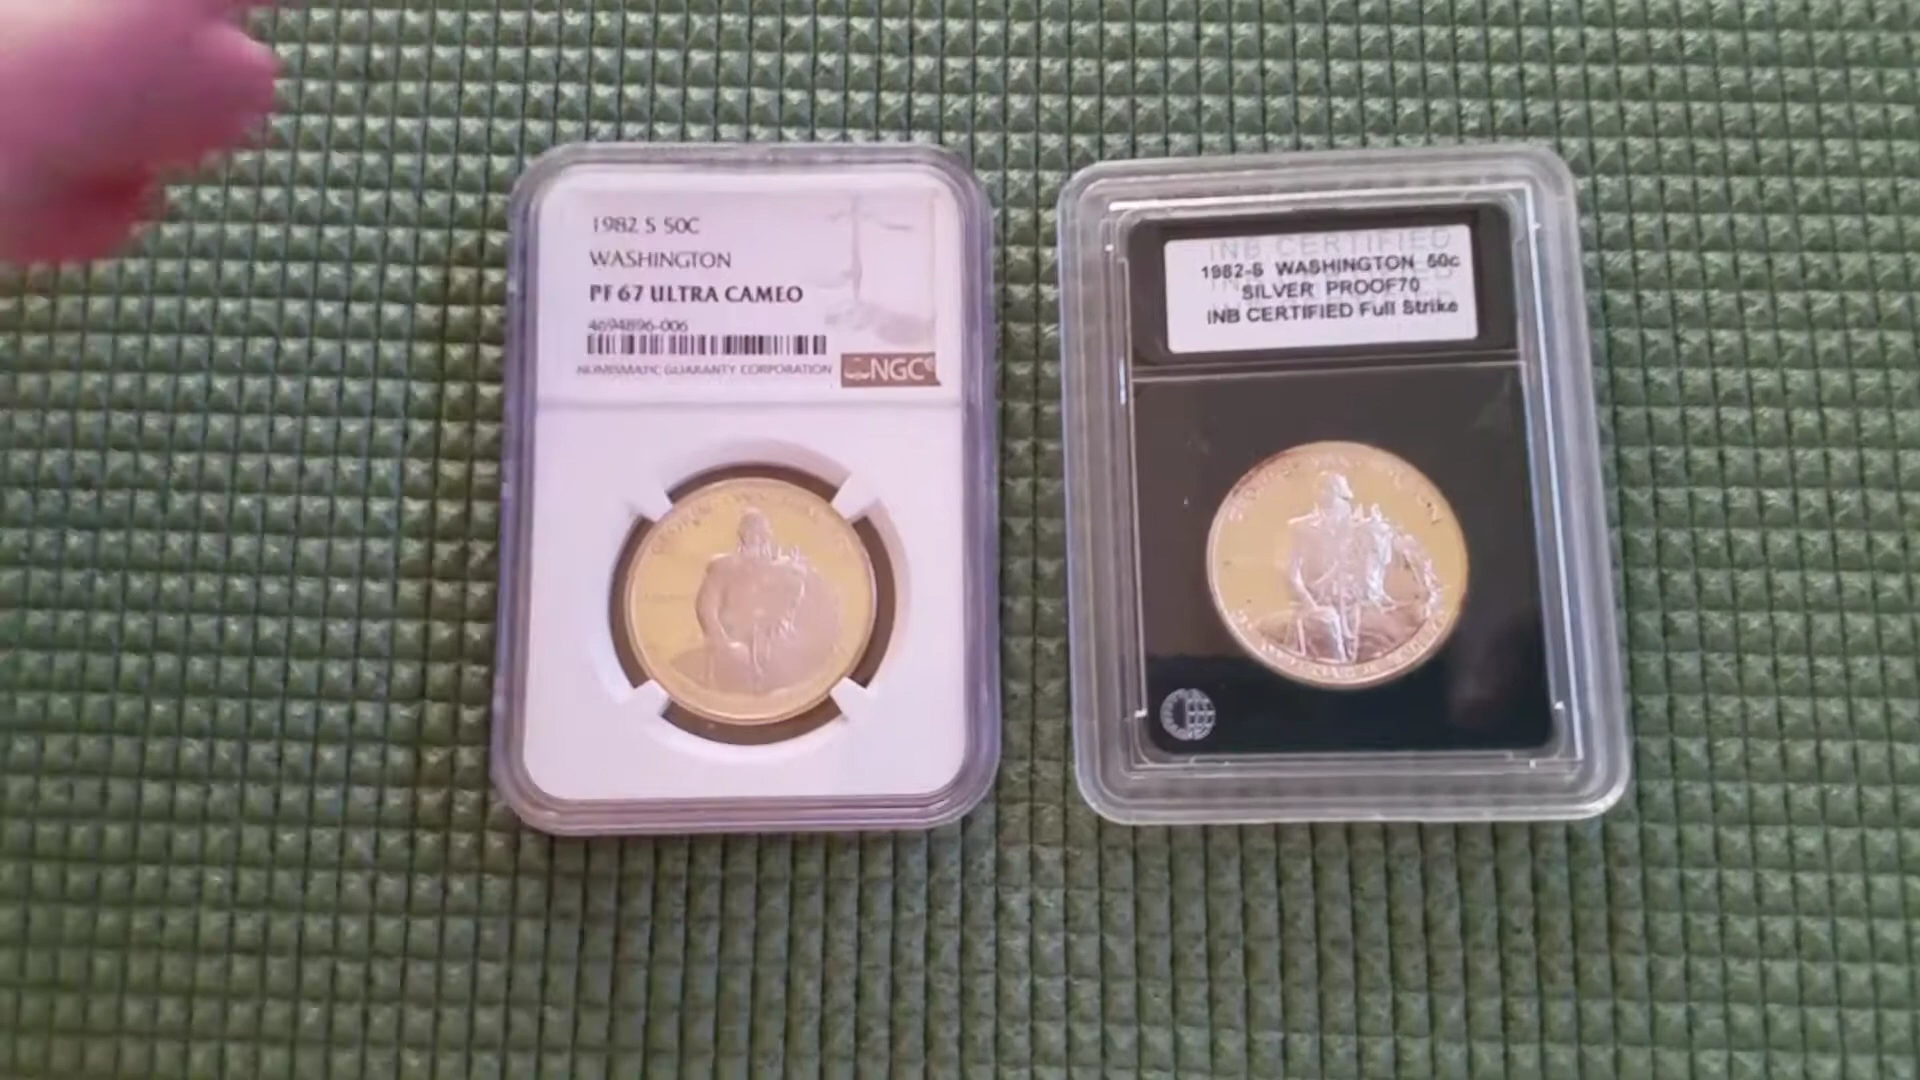 1982 S 50C
WASHINGTON
PF 67 ULTRA CAMEO
4694896-006
NUMISMATIC GUARANTY CORPORATION
NGC
INB CERTIFIED
1982-S WASHINGTON 50c
SILVER PROOF70
INB CERTIFIED Full Strike